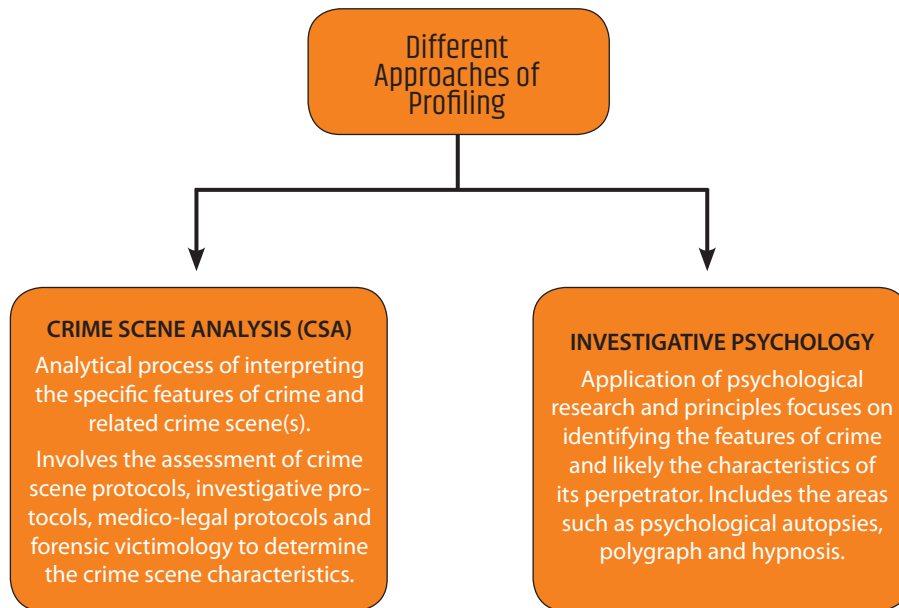 Different
Approaches of
Profiling
CRIME SCENE ANALYSIS (CSA)
Analytical process of interpreting
the specific features of crime and
related crime scene(s).
Involves the assessment of crime
scene protocols, investigative pro-
tocols, medico-legal protocols and
forensic victimology to determine
the crime scene characteristics.
INVESTIGATIVE PSYCHOLOGY
Application of psychological
research and principles focuses on
identifying the features of crime
and likely the characteristics of
its perpetrator. Includes the areas
such as psychological autopsies,
polygraph and hypnosis.